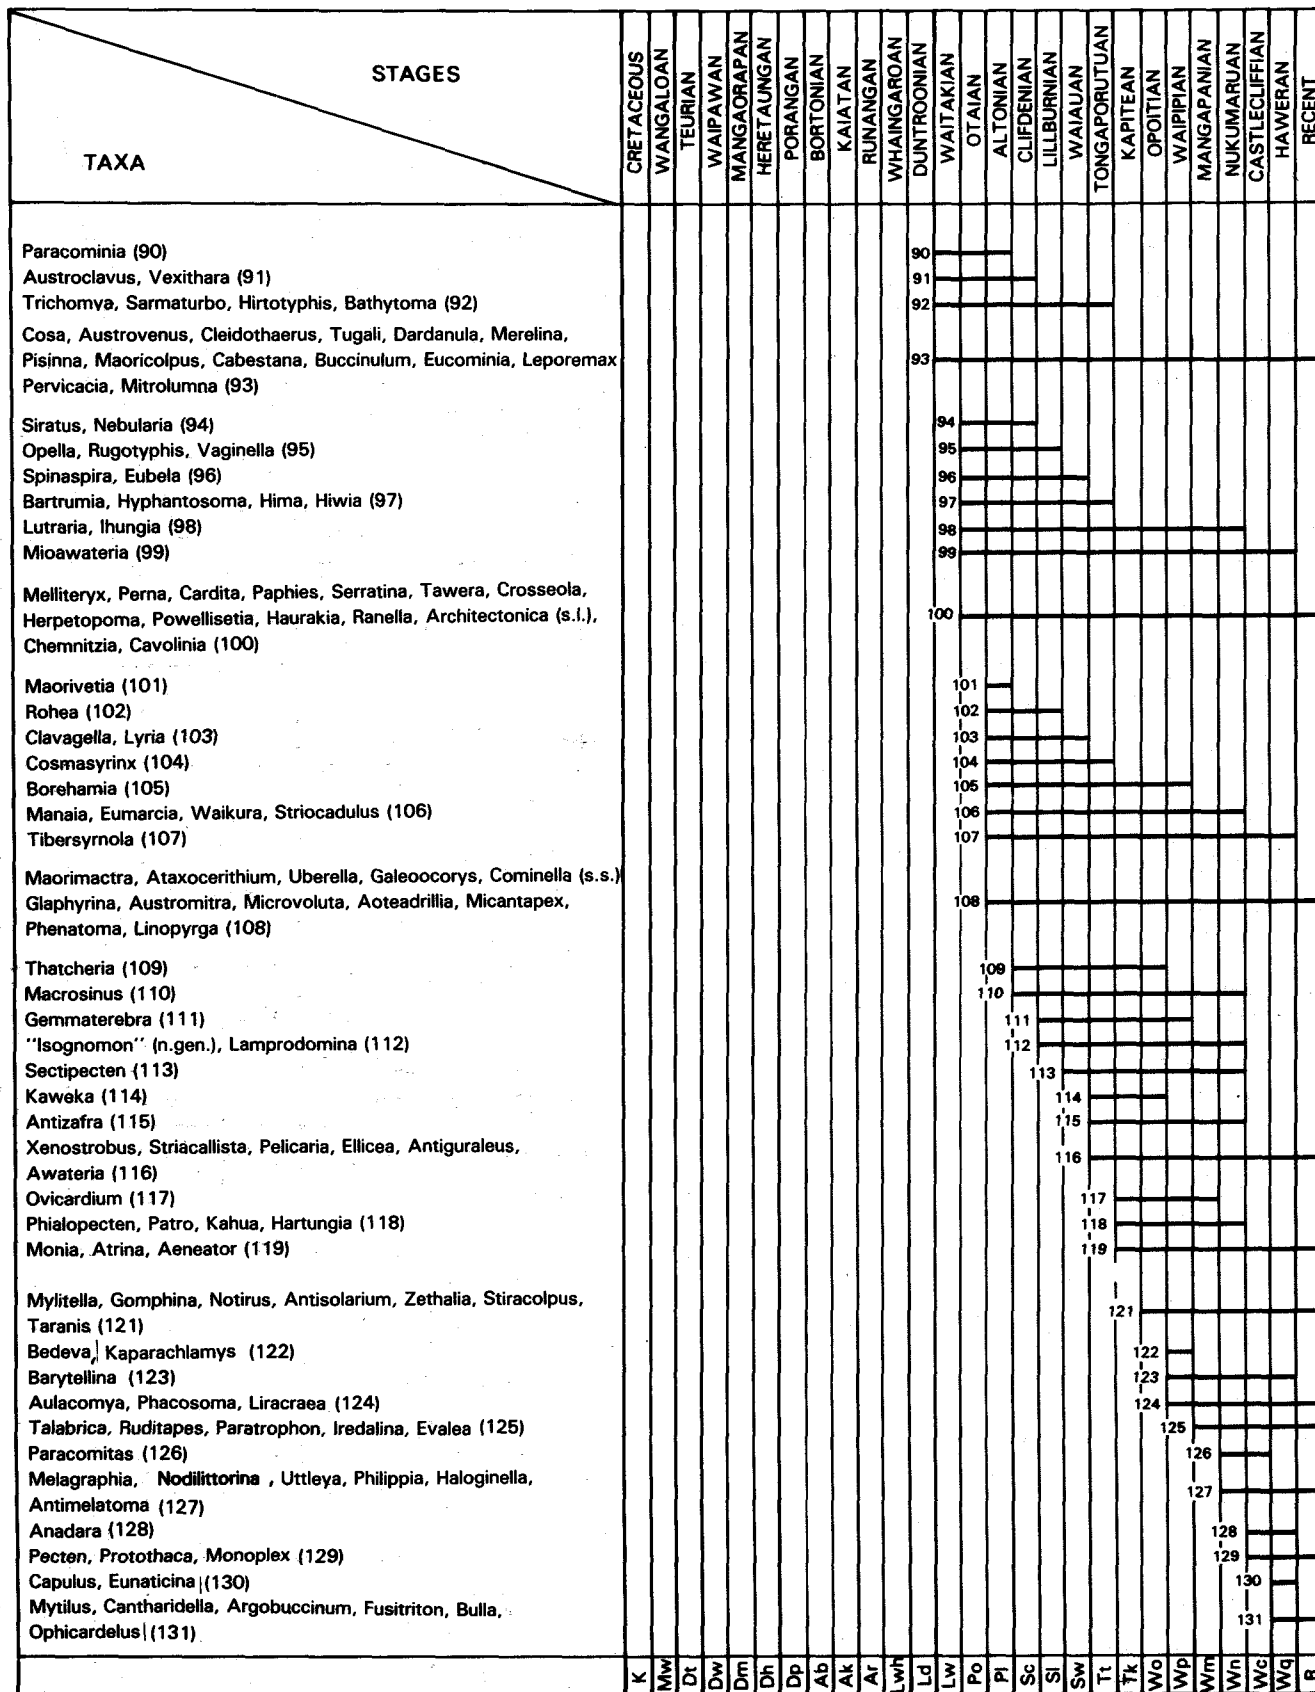 STAGES
TAXA
CRETACEOUS
WANGALOAN
TEURIAN
WAIPAWAN
MANGAORAPAN
HERETAUNGAN
PORANGAN
BORTONIAN
KAIATAN
RUNANGAN
WHAINGAROAN
DUNTROONIAN
WAITAKIAN
OTAIAN
ALTONIAN
CLIFDENIAN
LILLBURNIAN
WAIAUAN
TONGAPORUTUAN
KAPITEAN
OPOITIAN
WAIPIPIAN
MANGAPANIAN
NUKUMARUAN
CASTLECLIFFIAN
HAWERAN
RECENT
Paracominia (90) 90
Austroclavus, Vexithara (91) 91
Trichomya, Sarmaturbo, Hirtotyphis, Bathytoma (92) 92
Cosa, Austrovenus, Cleidothaerus, Tugali, Dardanula, Merelina,
Pisinna, Maoricolpus, Cabestana, Buccinulum, Eucominia, Leporemax 93
Pervicacia, Mitrolumna (93)
Siratus, Nebularia (94) 94
Opella, Rugotyphis, Vaginella (95) 95
Spinaspira, Eubela (96) 96
Bartrumia, Hyphantosoma, Hima, Hiwia (97) 97
Lutraria, Ihungia (98) 98
Mioawateria (99) 99
Melliteryx, Perna, Cardita, Paphies, Serratina, Tawera, Crosseola,
Herpetopoma, Powellisetia, Haurakia, Ranella, Architectonica (s.l.), 100
Chemnitzia, Cavolinia (100)
Maorivetia (101) 101
Rohea (102) 102
Clavagella, Lyria (103) 103
Cosmasyrinx (104) 104
Borehamia (105) 105
Manaia, Eumarcia, Waikura, Striocadulus (106) 106
Tibersyrnola (107) 107
Maorimactra, Ataxocerithium, Uberella, Galeoocorys, Cominella (s.s.)
Glaphyrina, Austromitra, Microvoluta, Aoteadrillia, Micantapex, 108
Phenatoma, Linopyrga (108)
Thatcheria (109) 109
Macrosinus (110) 110
Gemmaterebra (111) 111
"Isognomon" (n.gen.), Lamprodomina (112) 112
Sectipecten (113) 113
Kaweka (114) 114
Antizafra (115) 115
Xenostrobus, Striacallista, Pelicaria, Ellicea, Antiguraleus,
Awateria (116) 116
Ovicardium (117) 117
Phialopecten, Patro, Kahua, Hartungia (118) 118
Monia, Atrina, Aeneator (119) 119
Mylitella, Gomphina, Notirus, Antisolarium, Zethalia, Stiracolpus,
Taranis (121) 121
Bedeva, Kaparachlamys (122) 122
Barytellina (123) 123
Aulacomya, Phacosoma, Liracraea (124) 124
Talabrica, Ruditapes, Paratrophon, Iredalina, Evalea (125) 125
Paracomitas (126) 126
Melagraphia, Nodilittorina , Uttleya, Philippia, Haloginella,
Antimelatoma (127) 127
Anadara (128) 128
Pecten, Protothaca, Monoplex (129) 129
Capulus, Eunaticina (130) 130
Mytilus, Cantharidella, Argobuccinum, Fusitriton, Bulla,
Ophicardelus (131) 131
K Mw Dt Dw Dm Dh Dp Ab Ak Ar Lwh Ld Lw Po Pl Sc Sl Sw Tt Tk Wo Wp Wm Wn Wc Wq R